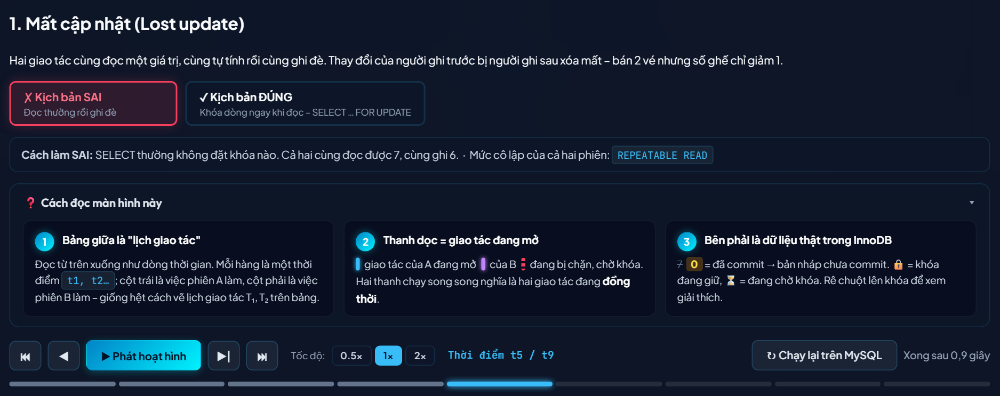 1. Mất cập nhật (Lost update)
Hai giao tác cùng đọc một giá trị, cùng tự tính rồi cùng ghi đè. Thay đổi của người ghi trước bị người ghi sau xóa mất – bán 2 vé nhưng số ghế chỉ giảm 1.
✗ Kịch bản SAI
Đọc thường rồi ghi đè
✓ Kịch bản ĐÚNG
Khóa dòng ngay khi đọc – SELECT … FOR UPDATE
Cách làm SAI: SELECT thường không đặt khóa nào. Cả hai cùng đọc được 7, cùng ghi 6. · Mức cô lập của cả hai phiên: REPEATABLE READ
❓ Cách đọc màn hình này ▾
1 Bảng giữa là "lịch giao tác"
Đọc từ trên xuống như dòng thời gian. Mỗi hàng là một thời
điểm t1, t2… ; cột trái là việc phiên A làm, cột phải là việc
phiên B làm – giống hệt cách vẽ lịch giao tác T₁, T₂ trên bảng.
2 Thanh dọc = giao tác đang mở
giao tác của A đang mở của B đang bị chặn, chờ khóa.
Hai thanh chạy song song nghĩa là hai giao tác đang đồng
thời.
3 Bên phải là dữ liệu thật trong InnoDB
7 0 = đã commit → bản nháp chưa commit. 🔒 = khóa
đang giữ, ⏳ = đang chờ khóa. Rê chuột lên khóa để xem
giải thích.
⏮ ◀ ▶ Phát hoạt hình ▶| ⏭ Tốc độ: 0.5× 1× 2× Thời điểm t5 / t9 ↻ Chạy lại trên MySQL Xong sau 0,9 giây